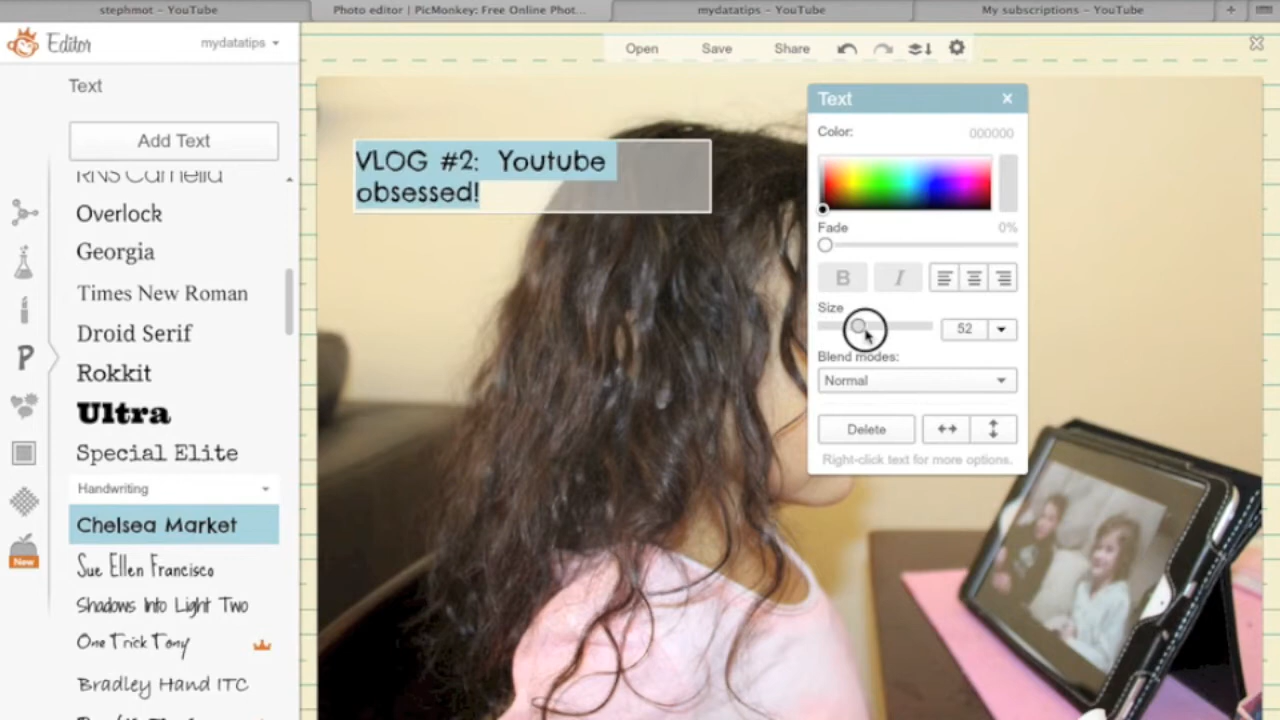 stephmot – YouTube
Photo editor | PicMonkey: Free Online Phot...
mydatatips – YouTube
My subscriptions – YouTube
Editor
mydatatips
Open
Save
Share
Text
Add Text
RNS Camelia
Overlock
Georgia
Times New Roman
Droid Serif
Rokkit
Ultra
Special Elite
Handwriting
Chelsea Market
Sue Ellen Francisco
Shadows Into Light Two
One Trick Tony
Bradley Hand ITC
P
New
VLOG #2: Youtube
obsessed!
Text
Color:
000000
Fade
0%
B
I
Size
52
Blend modes:
Normal
Delete
Right-click text for more options.